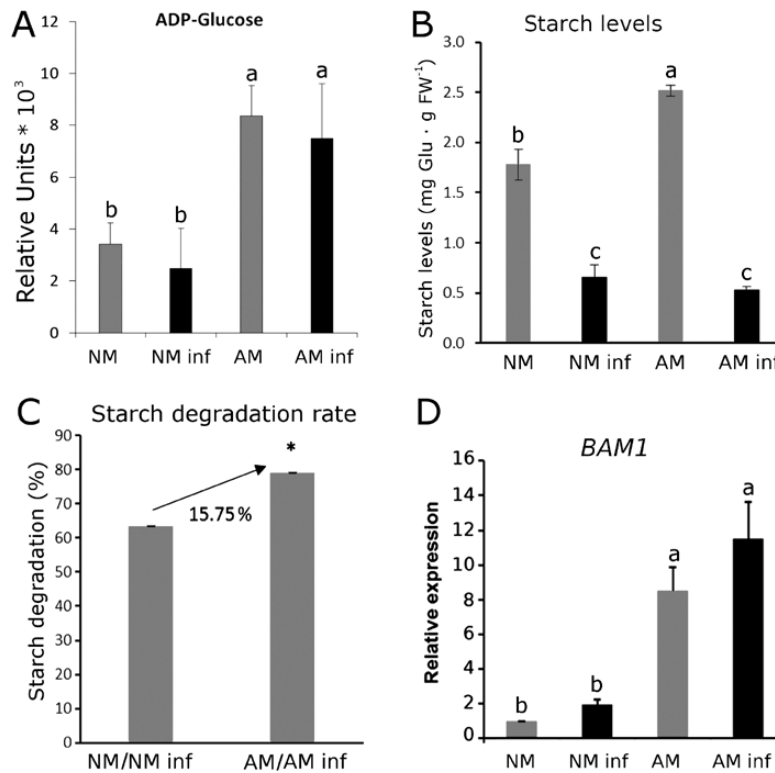 A
ADP-Glucose
Relative Units * 10³
12
10
8
6
4
2
0
b
b
a
a
NM
NM inf
AM
AM inf
B
Starch levels
Starch levels (mg Glu · g FW⁻¹)
3.0
2.5
2.0
1.5
1.0
0.5
0.0
b
c
a
c
NM
NM inf
AM
AM inf
C
Starch degradation rate
Starch degradation (%)
90
80
70
60
50
40
30
20
10
0
15.75%
*
NM/NM inf
AM/AM inf
D
BAM1
Relative expression
16
14
12
10
8
6
4
2
0
b
b
a
a
NM
NM inf
AM
AM inf